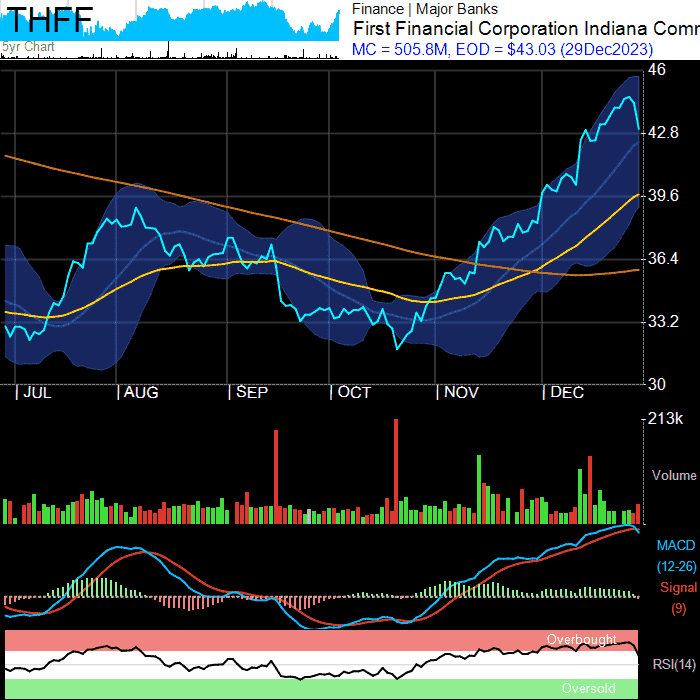 THFF
5yr Chart
Finance | Major Banks
First Financial Corporation Indiana Comm
MC = 505.8M, EOD = $43.03 (29Dec2023)
46
42.8
39.6
36.4
33.2
30
JUL AUG SEP OCT NOV DEC
213k
Volume
MACD
(12-26)
Signal
(9)
Overbought
RSI(14)
Oversold